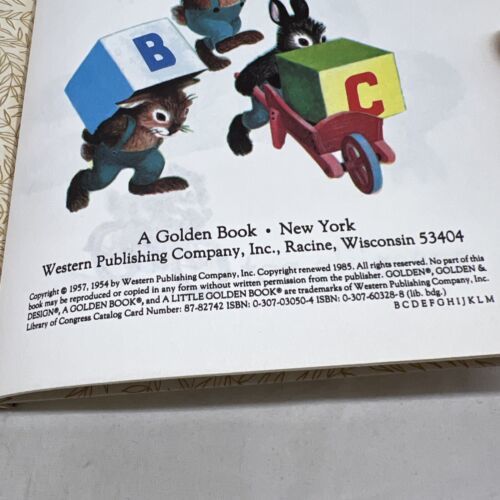 B
C
A Golden Book • New York
Western Publishing Company, Inc., Racine, Wisconsin 53404
Copyright © 1957, 1954 by Western Publishing Company, Inc. Copyright renewed 1985. All rights reserved. No part of this
book may be reproduced or copied in any form without written permission from the publisher. GOLDEN®, GOLDEN &
DESIGN®, A GOLDEN BOOK®, and A LITTLE GOLDEN BOOK® are trademarks of Western Publishing Company, Inc.
Library of Congress Catalog Card Number: 87-82742 ISBN: 0-307-03050-4 ISBN: 0-307-60328-8 (lib. bdg.)
B C D E F G H I J K L M